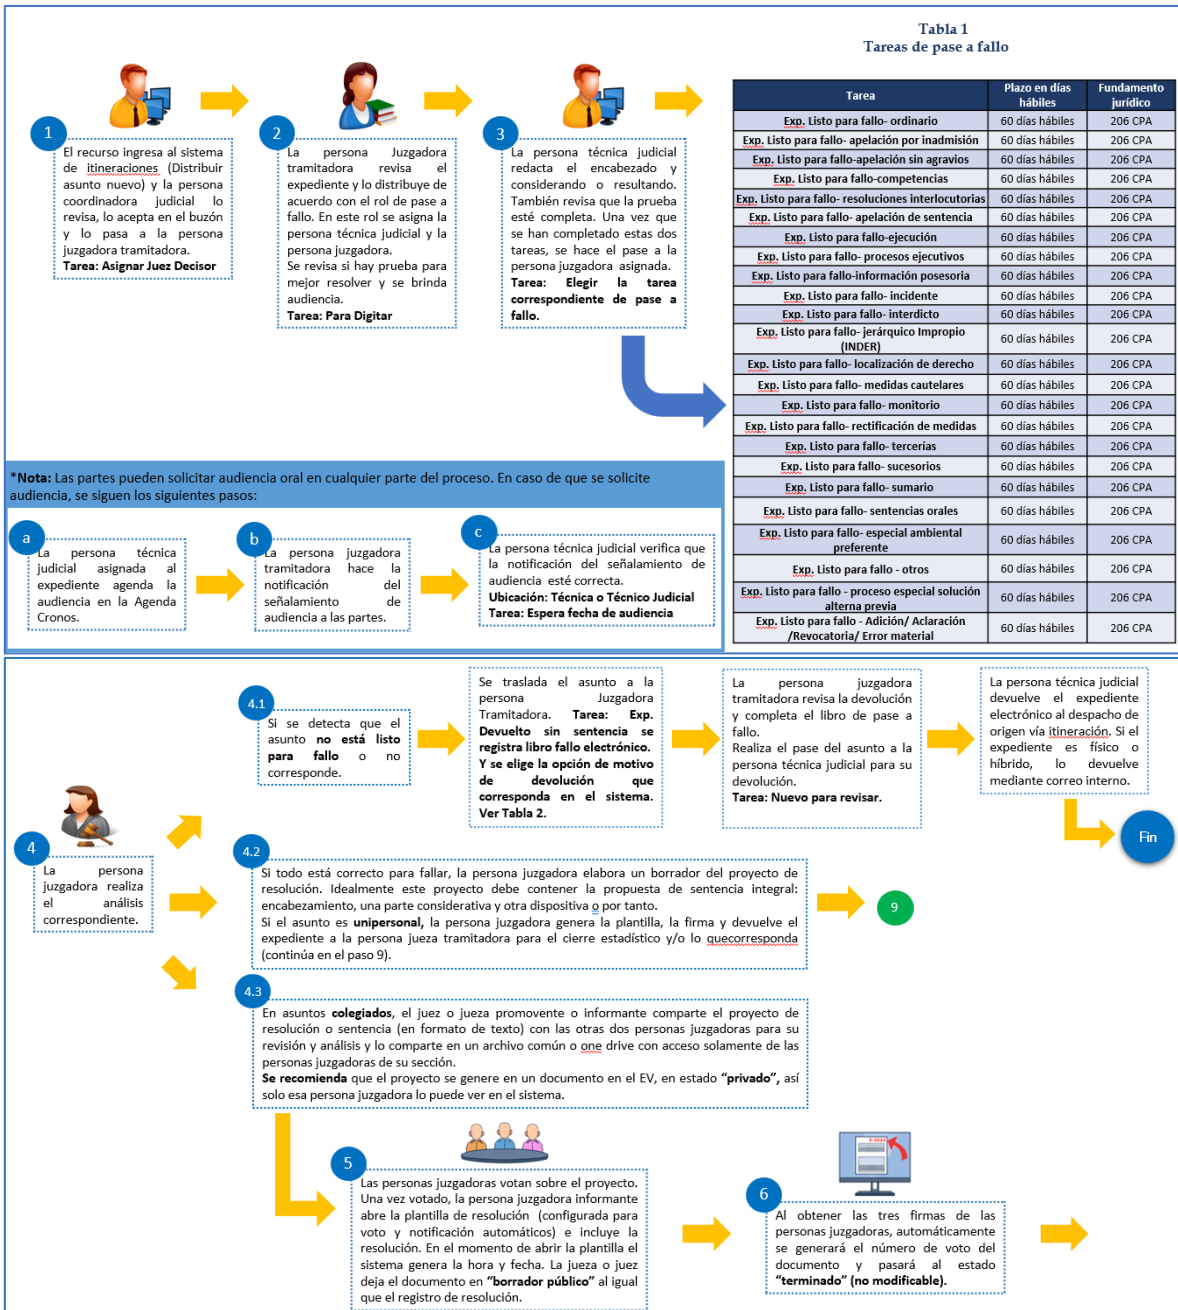 Tabla 1
Tareas de pase a fallo
1
El recurso ingresa al sistema
de itineraciones (Distribuir
asunto nuevo) y la persona
coordinadora judicial lo
revisa, lo acepta en el buzón
y lo pasa a la persona
juzgadora tramitadora.
Tarea: Asignar Juez Decisor
2
La persona Juzgadora
tramitadora revisa el
expediente y lo distribuye de
acuerdo con el rol de pase a
fallo. En este rol se asigna la
persona técnica judicial y la
persona juzgadora.
Se revisa si hay prueba para
mejor resolver y se brinda
audiencia.
Tarea: Para Digitar
3
La persona técnica judicial
redacta el encabezado y
considerando o resultando.
También revisa que la prueba
esté completa. Una vez que
se han completado estas dos
tareas, se hace el pase a la
persona juzgadora asignada.
Tarea: Elegir la tarea
correspondiente de pase a
fallo.
Tarea Plazo en días hábiles Fundamento jurídico
Exp. Listo para fallo- ordinario 60 días hábiles 206 CPA
Exp. Listo para fallo- apelación por inadmisión 60 días hábiles 206 CPA
Exp. Listo para fallo-apelación sin agravios 60 días hábiles 206 CPA
Exp. Listo para fallo-competencias 60 días hábiles 206 CPA
Exp. Listo para fallo- resoluciones interlocutorias 60 días hábiles 206 CPA
Exp. Listo para fallo- apelación de sentencia 60 días hábiles 206 CPA
Exp. Listo para fallo-ejecución 60 días hábiles 206 CPA
Exp. Listo para fallo- procesos ejecutivos 60 días hábiles 206 CPA
Exp. Listo para fallo-información posesoria 60 días hábiles 206 CPA
Exp. Listo para fallo- incidente 60 días hábiles 206 CPA
Exp. Listo para fallo- interdicto 60 días hábiles 206 CPA
Exp. Listo para fallo- jerárquico Impropio
(INDER) 60 días hábiles 206 CPA
Exp. Listo para fallo- localización de derecho 60 días hábiles 206 CPA
Exp. Listo para fallo- medidas cautelares 60 días hábiles 206 CPA
Exp. Listo para fallo- monitorio 60 días hábiles 206 CPA
Exp. Listo para fallo- rectificación de medidas 60 días hábiles 206 CPA
Exp. Listo para fallo- tercerías 60 días hábiles 206 CPA
Exp. Listo para fallo- sucesorios 60 días hábiles 206 CPA
Exp. Listo para fallo- sumario 60 días hábiles 206 CPA
Exp. Listo para fallo- sentencias orales 60 días hábiles 206 CPA
Exp. Listo para fallo- especial ambiental
preferente 60 días hábiles 206 CPA
Exp. Listo para fallo - otros 60 días hábiles 206 CPA
Exp. Listo para fallo - proceso especial solución
alterna previa 60 días hábiles 206 CPA
Exp. Listo para fallo - Adición/ Aclaración
/Revocatoria/ Error material 60 días hábiles 206 CPA
*Nota: Las partes pueden solicitar audiencia oral en cualquier parte del proceso. En caso de que se solicite
audiencia, se siguen los siguientes pasos:
a
La persona técnica
judicial asignada al
expediente agenda la
audiencia en la Agenda
Cronos.
b
La persona juzgadora
tramitadora hace la
notificación del
señalamiento de
audiencia a las partes.
c
La persona técnica judicial verifica que
la notificación del señalamiento de
audiencia esté correcta.
Ubicación: Técnica o Técnico Judicial
Tarea: Espera fecha de audiencia
4
La persona
juzgadora realiza
el análisis
correspondiente.
4.1
Si se detecta que el
asunto no está listo
para fallo o no
corresponde.
Se traslada el asunto a la
persona Juzgadora
Tramitadora. Tarea: Exp.
Devuelto sin sentencia se
registra libro fallo electrónico.
Y se elige la opción de motivo
de devolución que
corresponda en el sistema.
Ver Tabla 2.
La persona juzgadora
tramitadora revisa la devolución
y completa el libro de pase a
fallo.
Realiza el pase del asunto a la
persona técnica judicial para su
devolución.
Tarea: Nuevo para revisar.
La persona técnica judicial
devuelve el expediente
electrónico al despacho de
origen vía itineración. Si el
expediente es físico o
híbrido, lo devuelve
mediante correo interno.
Fin
4.2
Si todo está correcto para fallar, la persona juzgadora elabora un borrador del proyecto de
resolución. Idealmente este proyecto debe contener la propuesta de sentencia integral:
encabezamiento, una parte considerativa y otra dispositiva o por tanto.
Si el asunto es unipersonal, la persona juzgadora genera la plantilla, la firma y devuelve el
expediente a la persona jueza tramitadora para el cierre estadístico y/o lo quecorresponda
(continúa en el paso 9).
9
4.3
En asuntos colegiados, el juez o jueza promovente o informante comparte el proyecto de
resolución o sentencia (en formato de texto) con las otras dos personas juzgadoras para su
revisión y análisis y lo comparte en un archivo común o one drive con acceso solamente de las
personas juzgadoras de su sección.
Se recomienda que el proyecto se genere en un documento en el EV, en estado “privado”, así
solo esa persona juzgadora lo puede ver en el sistema.
5
Las personas juzgadoras votan sobre el proyecto.
Una vez votado, la persona juzgadora informante
abre la plantilla de resolución (configurada para
voto y notificación automáticos) e incluye la
resolución. En el momento de abrir la plantilla el
sistema genera la hora y fecha. La jueza o juez
deja el documento en “borrador público” al igual
que el registro de resolución.
6
Al obtener las tres firmas de las
personas juzgadoras, automáticamente
se generará el número de voto del
documento y pasará al estado
“terminado” (no modificable).